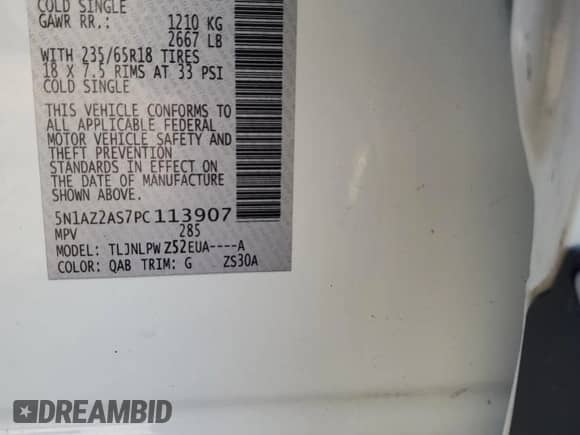 COLD SINGLE
GAWR RR.: 1210 KG
2667 LB
WITH 235/65R18 TIRES
18 X 7.5 RIMS AT 33 PSI
COLD SINGLE
THIS VEHICLE CONFORMS TO
ALL APPLICABLE FEDERAL
MOTOR VEHICLE SAFETY AND
THEFT PREVENTION
STANDARDS IN EFFECT ON
THE DATE OF MANUFACTURE
SHOWN ABOVE.
5N1AZ2AS7PC113907
MPV 285
MODEL: TLJNLPWZ52EUA----A
COLOR: QAB TRIM: G ZS30A
DREAMBID